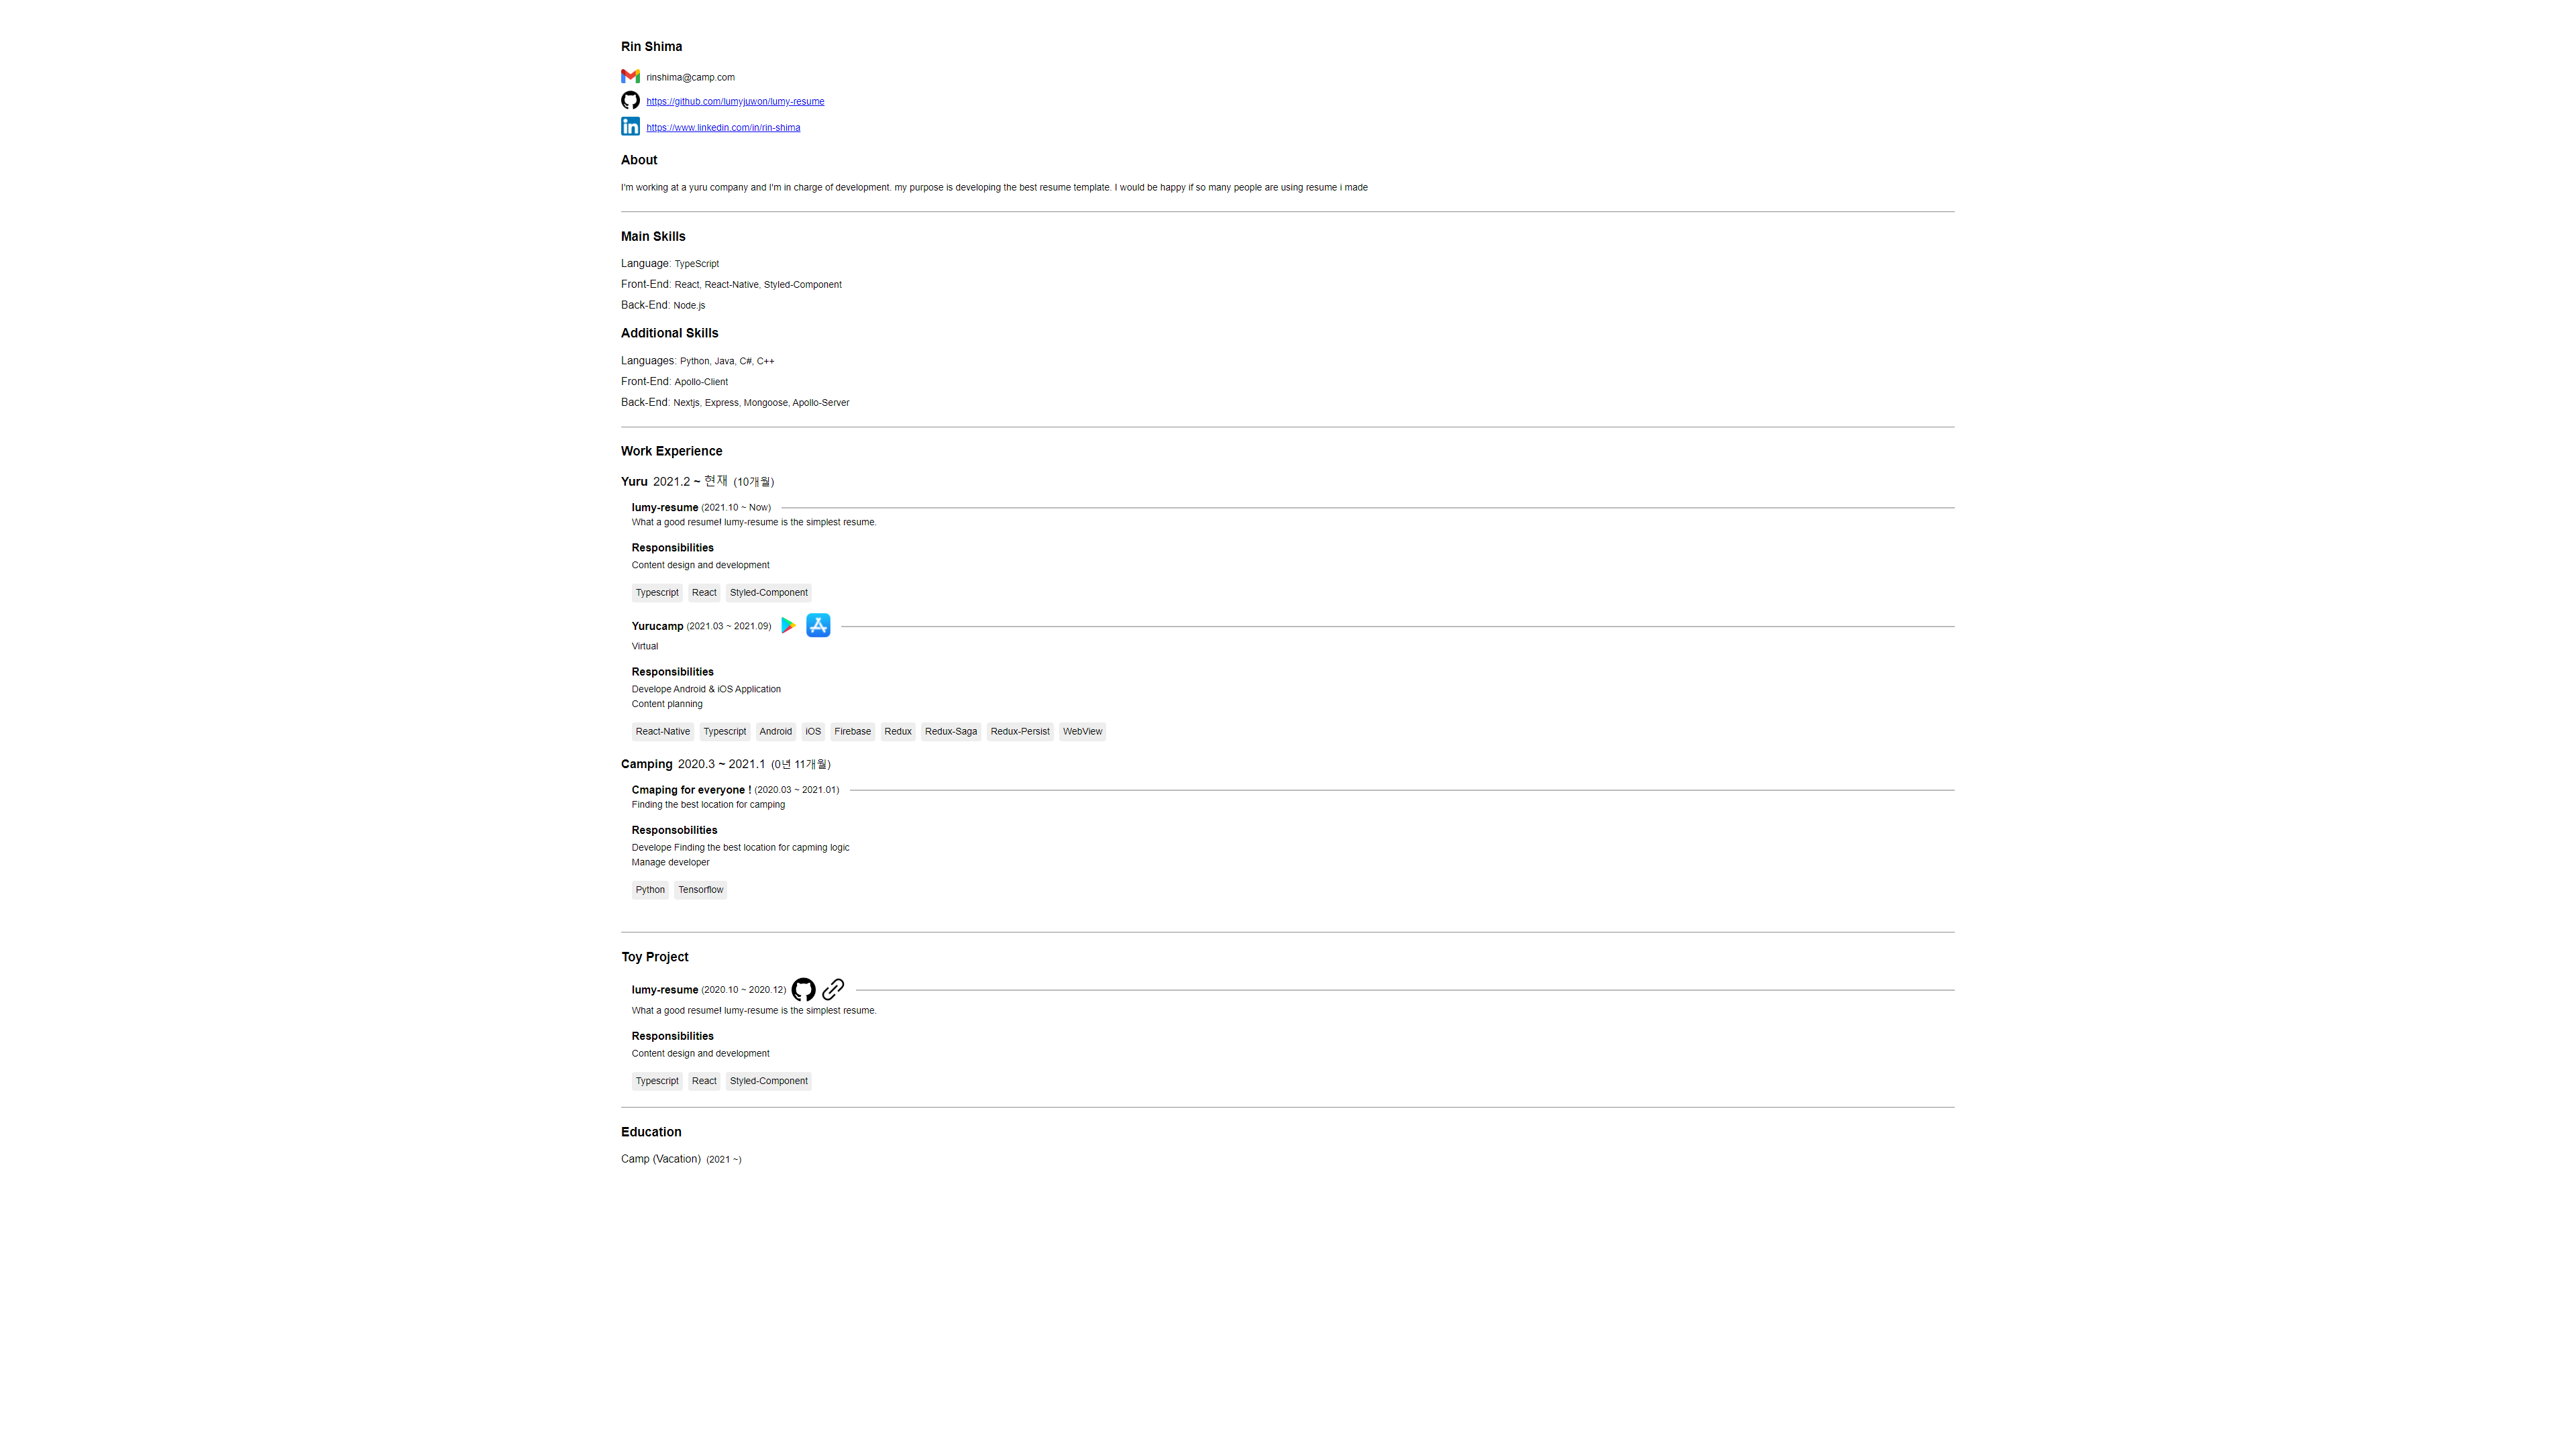 Rin Shima
rinshima@camp.com
https://github.com/lumyjuwon/lumy-resume
https://www.linkedin.com/in/rin-shima
About
I'm working at a yuru company and I'm in charge of development. my purpose is developing the best resume template. I would be happy if so many people are using resume i made
Main Skills
Language: TypeScript
Front-End: React, React-Native, Styled-Component
Back-End: Node.js
Additional Skills
Languages: Python, Java, C#, C++
Front-End: Apollo-Client
Back-End: Nextjs, Express, Mongoose, Apollo-Server
Work Experience
Yuru 2021.2 ~ 현재 (10개월)
lumy-resume (2021.10 ~ Now)
What a good resume! lumy-resume is the simplest resume.
Responsibilities
Content design and development
Typescript React Styled-Component
Yurucamp (2021.03 ~ 2021.09)
Virtual
Responsibilities
Develope Android & iOS Application
Content planning
React-Native Typescript Android iOS Firebase Redux Redux-Saga Redux-Persist WebView
Camping 2020.3 ~ 2021.1 (0년 11개월)
Cmaping for everyone ! (2020.03 ~ 2021.01)
Finding the best location for camping
Responsobilities
Develope Finding the best location for capming logic
Manage developer
Python Tensorflow
Toy Project
lumy-resume (2020.10 ~ 2020.12)
What a good resume! lumy-resume is the simplest resume.
Responsibilities
Content design and development
Typescript React Styled-Component
Education
Camp (Vacation) (2021 ~)